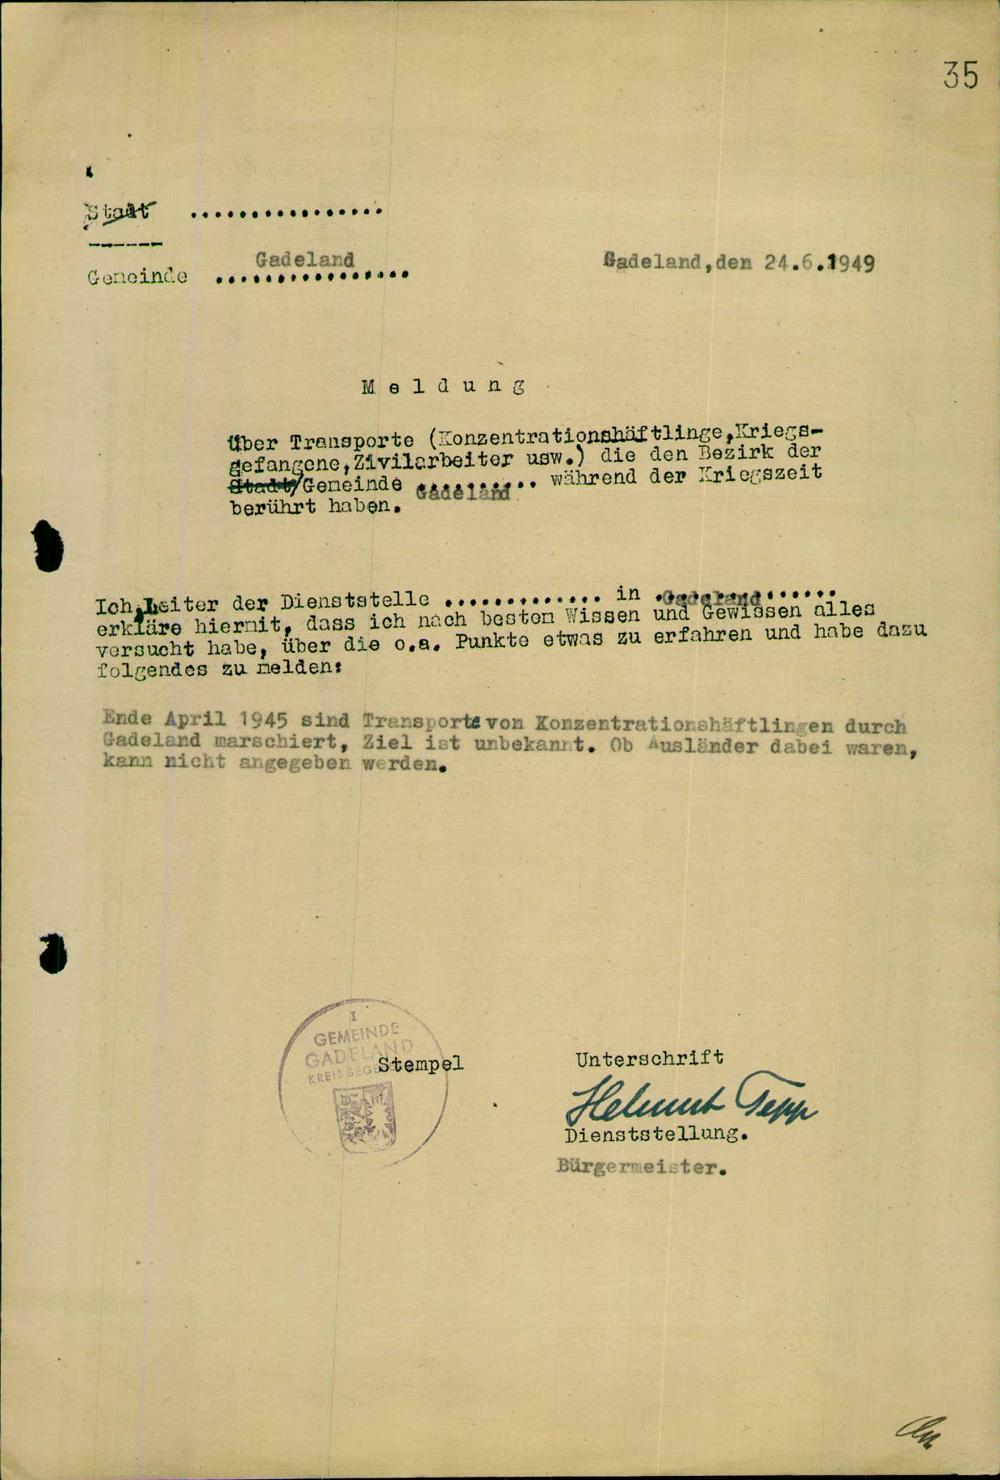 35
Stadt ................
Gemeinde Gadeland ................
Gadeland,den 24.6.1949
Meldung
über Transporte (Konzentrationshäftlinge,Kriegs-
gefangene,Zivilarbeiter usw.) die den Bezirk der
Stadt/Gemeinde Gadeland während der Kriegszeit
berührt haben.
Ich,Leiter der Dienststelle ............. in Gadeland
erkläre hiermit, dass ich nach bestem Wissen und Gewissen alles
versucht habe, über die o.a. Punkte etwas zu erfahren und habe dazu
folgendes zu melden:
Ende April 1945 sind Transporte von Konzentrationshäftlingen durch
Gadeland marschiert, Ziel ist unbekannt. Ob Ausländer dabei waren,
kann nicht angegeben werden.
I
GEMEINDE
GADELAND
Stempel
Unterschrift
Helmut
Dienststellung.
Bürgermeister.